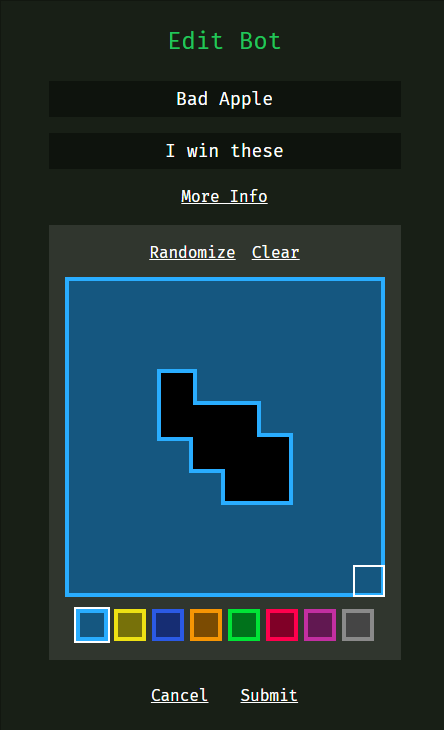 Edit Bot
Bad Apple
I win these
More Info
Randomize Clear
Cancel Submit